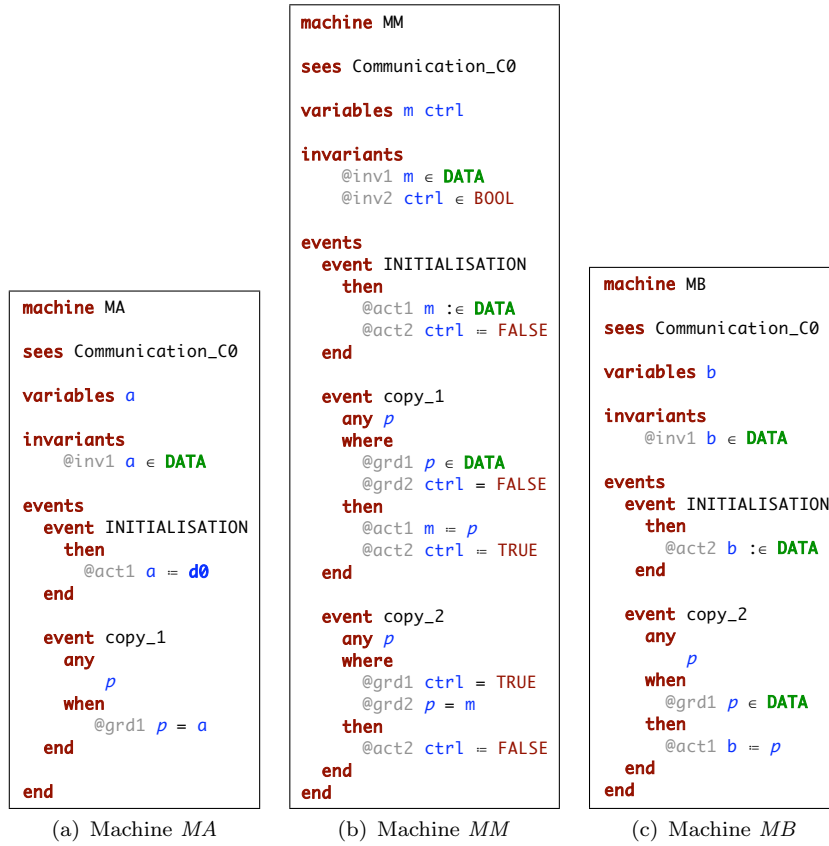 machine MA
sees Communication_C0
variables a
invariants
@inv1 a ∈ DATA
events
event INITIALISATION
then
@act1 a ≔ d0
end
event copy_1
any
p
when
@grd1 p = a
end
end
(a) Machine MA
machine MM
sees Communication_C0
variables m ctrl
invariants
@inv1 m ∈ DATA
@inv2 ctrl ∈ BOOL
events
event INITIALISATION
then
@act1 m :∈ DATA
@act2 ctrl ≔ FALSE
end
event copy_1
any p
where
@grd1 p ∈ DATA
@grd2 ctrl = FALSE
then
@act1 m ≔ p
@act2 ctrl ≔ TRUE
end
event copy_2
any p
where
@grd1 ctrl = TRUE
@grd2 p = m
then
@act2 ctrl ≔ FALSE
end
end
(b) Machine MM
machine MB
sees Communication_C0
variables b
invariants
@inv1 b ∈ DATA
events
event INITIALISATION
then
@act2 b :∈ DATA
end
event copy_2
any
p
when
@grd1 p ∈ DATA
then
@act1 b ≔ p
end
end
(c) Machine MB